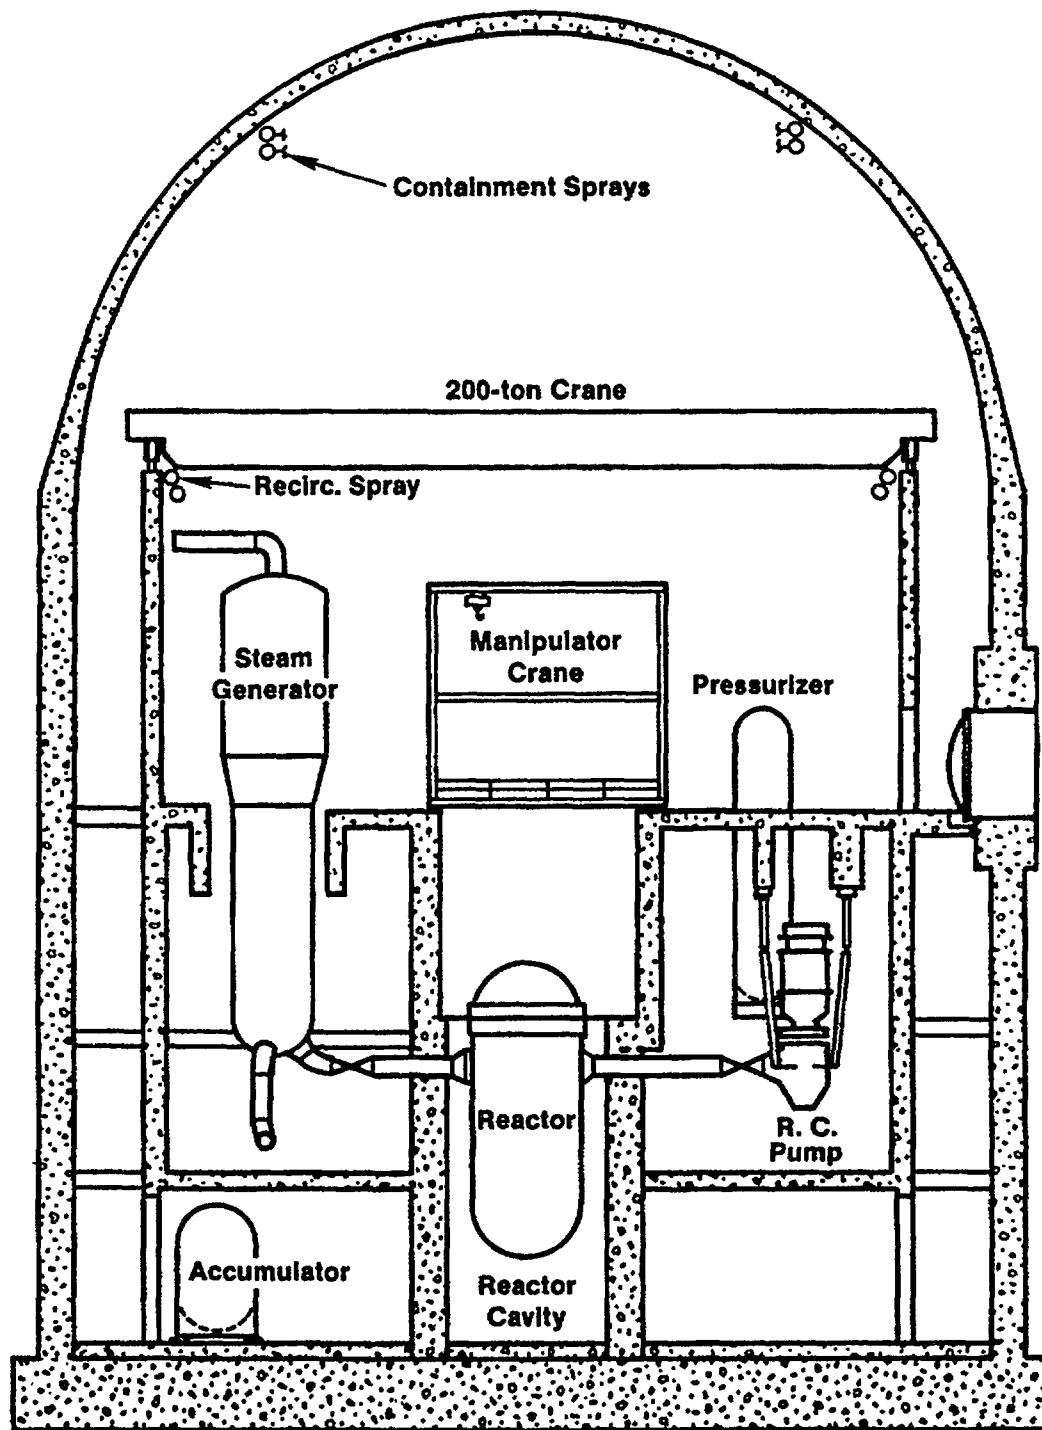 Containment Sprays
200-ton Crane
Recirc. Spray
Steam
Generator
Manipulator
Crane
Pressurizer
Reactor
R. C.
Pump
Accumulator
Reactor
Cavity